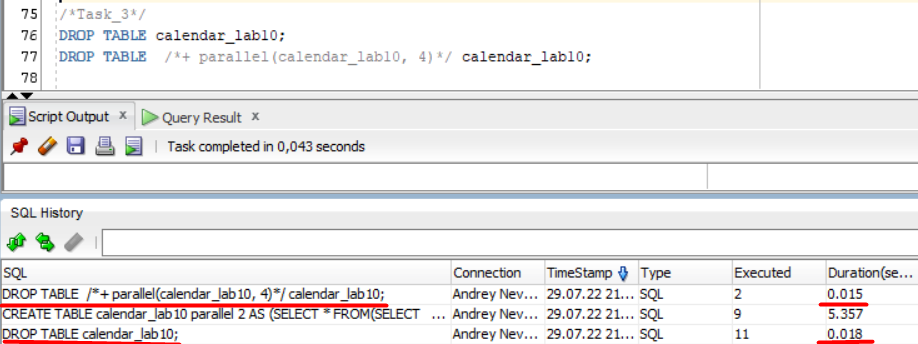 75 /*Task_3*/
76 DROP TABLE calendar_lab10;
77 DROP TABLE /*+ parallel(calendar_lab10, 4)*/ calendar_lab10;
78
Script Output x Query Result x
Task completed in 0,043 seconds
SQL History
SQL Connection TimeStamp Type Executed Duration(se...
DROP TABLE /*+ parallel(calendar_lab10, 4)*/ calendar_lab10; Andrey Nev... 29.07.22 21... SQL 2 0.015
CREATE TABLE calendar_lab10 parallel 2 AS (SELECT * FROM(SELECT ... Andrey Nev... 29.07.22 21... SQL 9 5.357
DROP TABLE calendar_lab10; Andrey Nev... 29.07.22 21... SQL 11 0.018